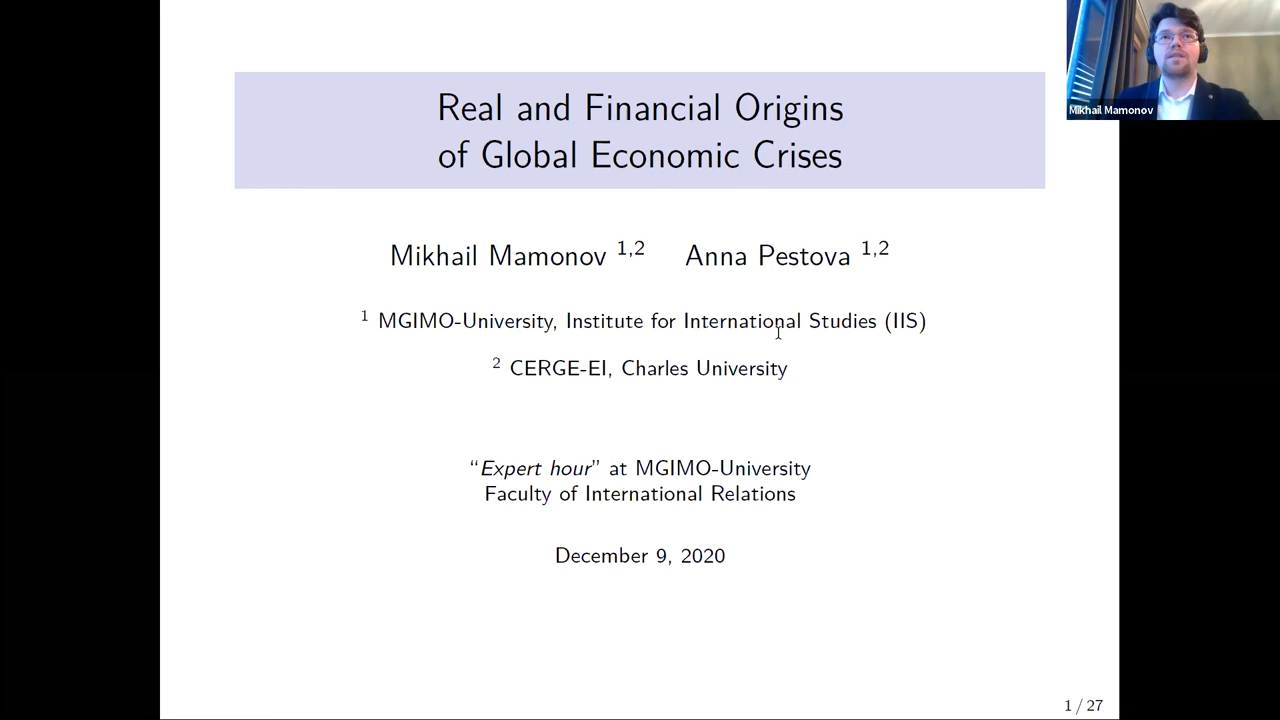 Real and Financial Origins
of Global Economic Crises
Mikhail Mamonov 1,2 Anna Pestova 1,2
1 MGIMO-University, Institute for International Studies (IIS)
2 CERGE-EI, Charles University
“Expert hour” at MGIMO-University
Faculty of International Relations
December 9, 2020
1 / 27
Mikhail Mamonov